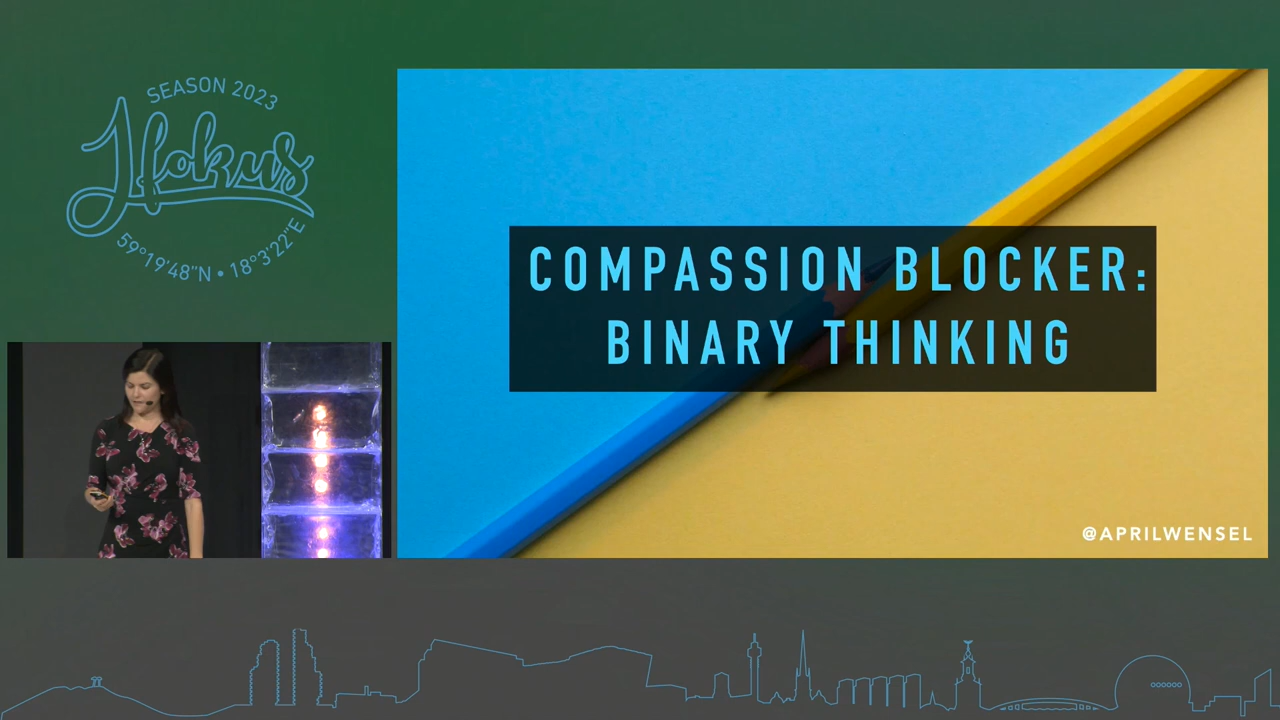 SEASON 2023
Jfokus
59°19'48"N • 18°3'22"E
COMPASSION BLOCKER:
BINARY THINKING
@APRILWENSEL